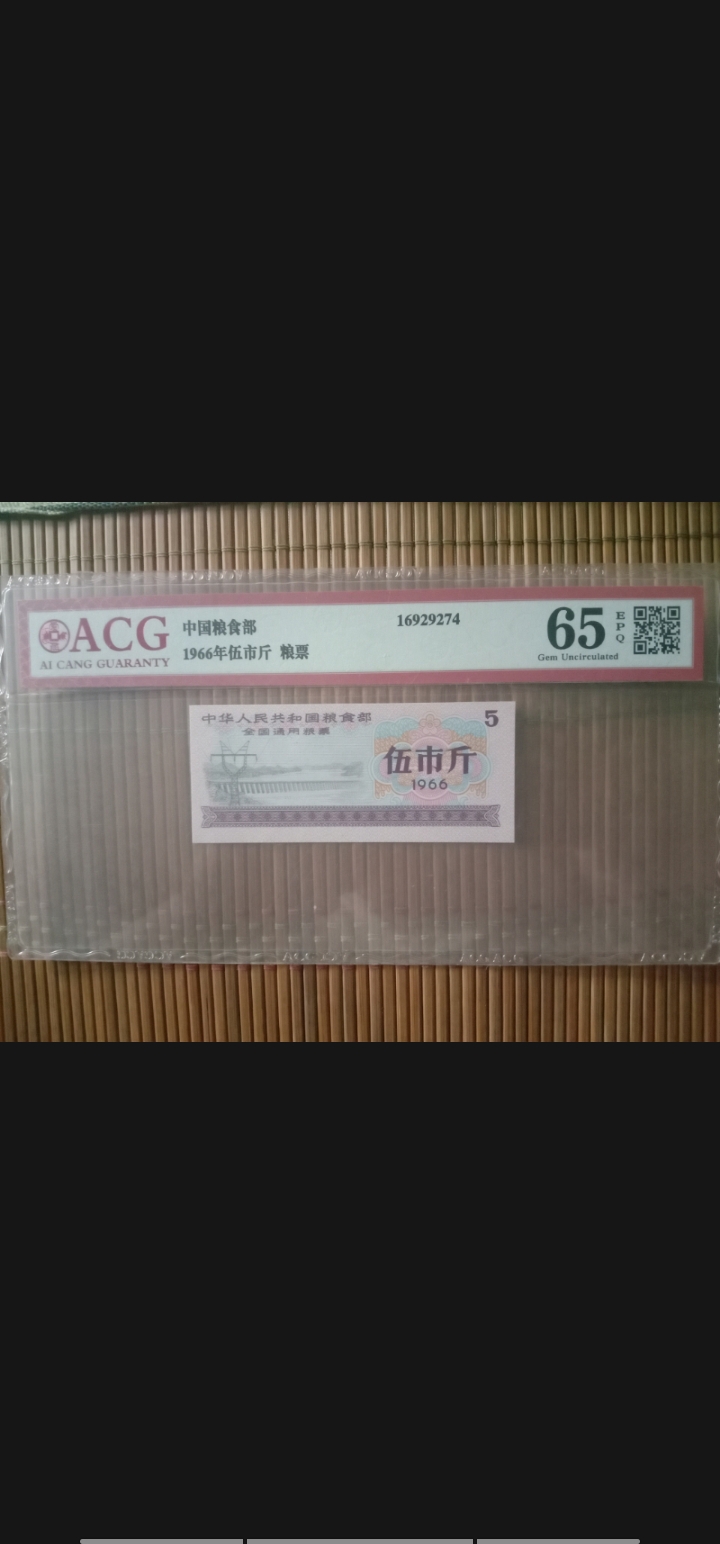 ACG
AI CANG GUARANTY
中国粮食部
1966年伍市斤 粮票
16929274
65
EPQ
Gem Uncirculated
中华人民共和国粮食部
全国通用粮票
5
伍市斤
1966